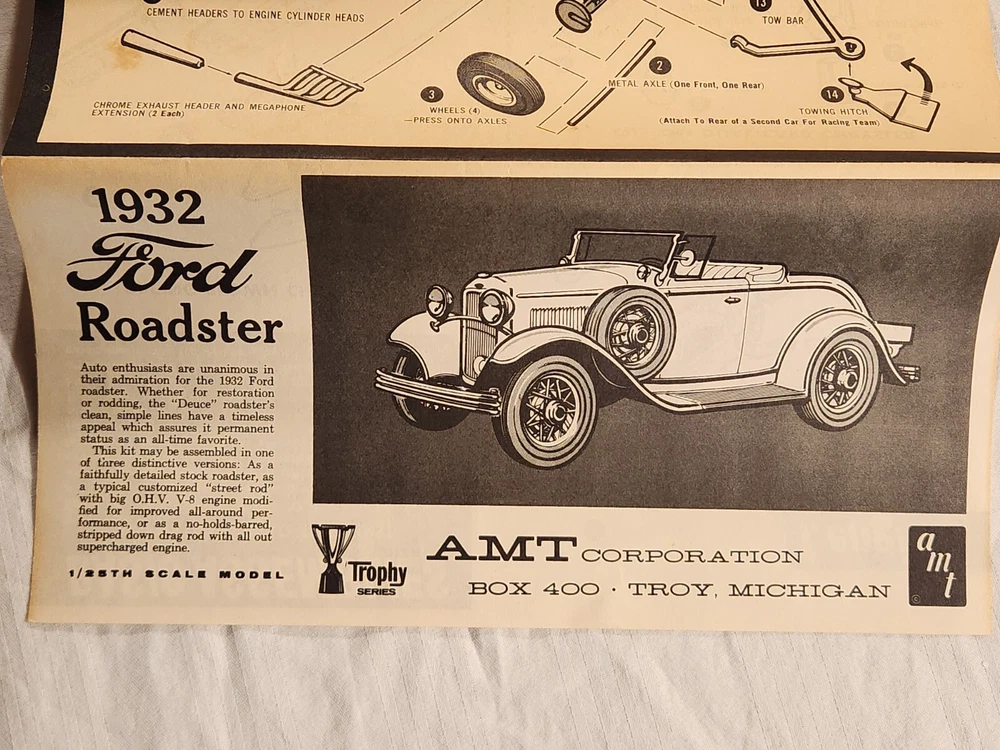 CEMENT HEADERS TO ENGINE CYLINDER HEADS
13
TOW BAR
2
METAL AXLE (One Front, One Rear)
3
WHEELS (4)
—PRESS ONTO AXLES
14
TOWING HITCH
(Attach To Rear of a Second Car For Racing Team)
CHROME EXHAUST HEADER AND MEGAPHONE
EXTENSION (2 Each)
1932
Ford
Roadster
Auto enthusiasts are unanimous in
their admiration for the 1932 Ford
roadster. Whether for restoration
or rodding, the “Deuce” roadster's
clean, simple lines have a timeless
appeal which assures it permanent
status as an all-time favorite.
This kit may be assembled in one
of three distinctive versions: As a
faithfully detailed stock roadster, as
a typical customized “street rod”
with big O.H.V. V-8 engine modi-
fied for improved all-around per-
formance, or as a no-holds-barred,
stripped down drag rod with all out
supercharged engine.
1/25TH SCALE MODEL
Trophy
SERIES
AMT CORPORATION
BOX 400 · TROY, MICHIGAN
amt
©